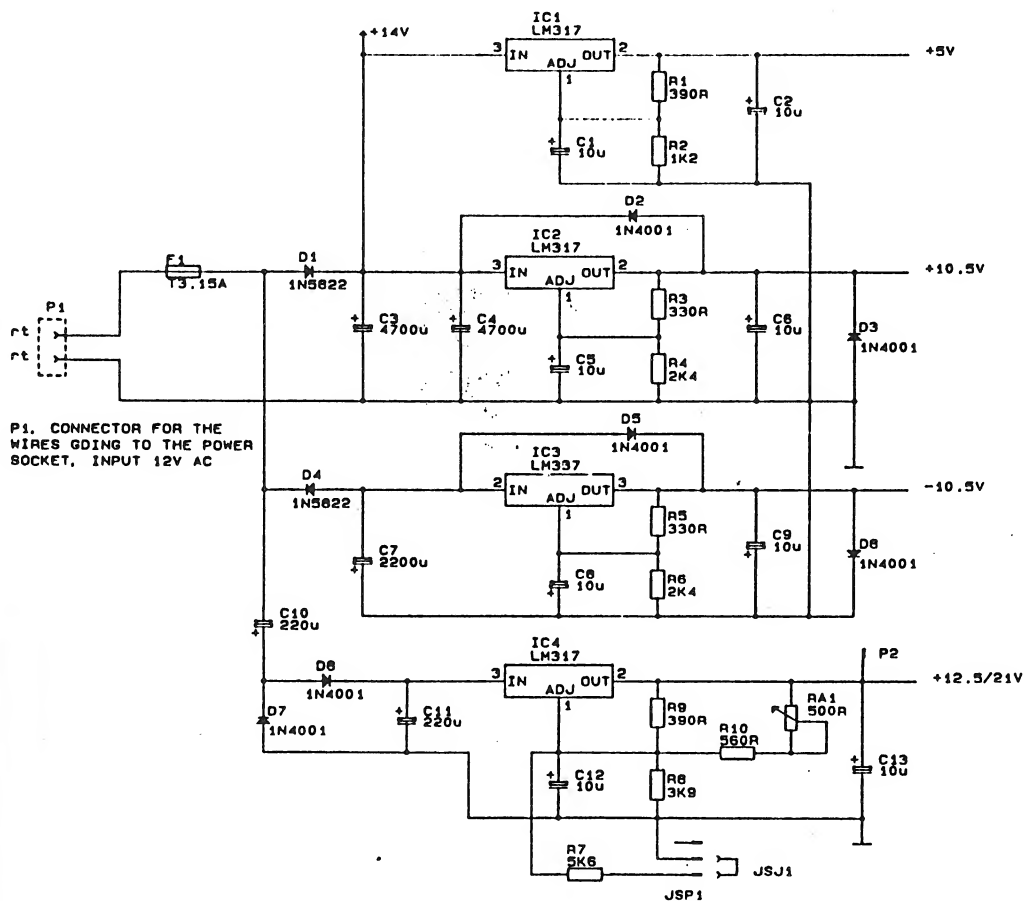 IC1
LM317
+14V
3 IN OUT 2
ADJ
1
+5V
R1
390R
+ C2
10u
+ C1
10u
R2
1K2
D2
1N4001
IC2
LM317
F1
T3.15A
D1
1N5822
3 IN OUT 2
ADJ
1
+10.5V
P1
rt
rt
+ C3
4700u
+ C4
4700u
R3
330R
+ C6
10u
D3
1N4001
+ C5
10u
R4
2K4
P1. CONNECTOR FOR THE
WIRES GOING TO THE POWER
SOCKET. INPUT 12V AC
D5
1N4001
IC3
LM337
D4
1N5822
2 IN OUT 3
ADJ
1
-10.5V
R5
330R
C7
2200u
+
C9
10u
+
D6
1N4001
C8
10u
+
R6
2K4
C10
220u
+
IC4
LM317
P2
D8
1N4001
3 IN OUT 2
ADJ
1
+12.5/21V
D7
1N4001
+ C11
220u
R9
390R
RA1
500R
R10
560R
+ C12
10u
R8
3K9
+ C13
10u
R7
5K6
JSJ1
JSP1